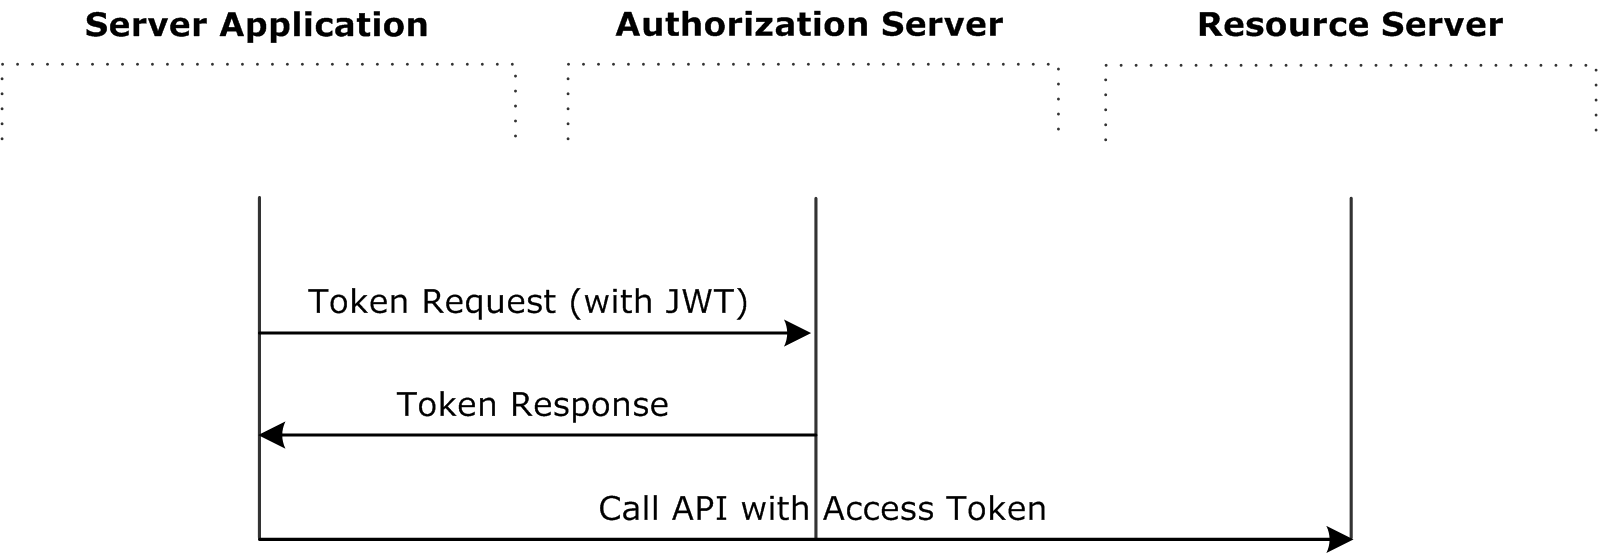 Server Application
Authorization Server
Resource Server
Token Request (with JWT)
Token Response
Call API with Access Token